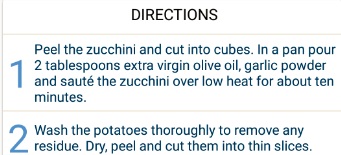 DIRECTIONS
1
Peel the zucchini and cut into cubes. In a pan pour
2 tablespoons extra virgin olive oil, garlic powder
and sauté the zucchini over low heat for about ten
minutes.
2
Wash the potatoes thoroughly to remove any
residue. Dry, peel and cut them into thin slices.